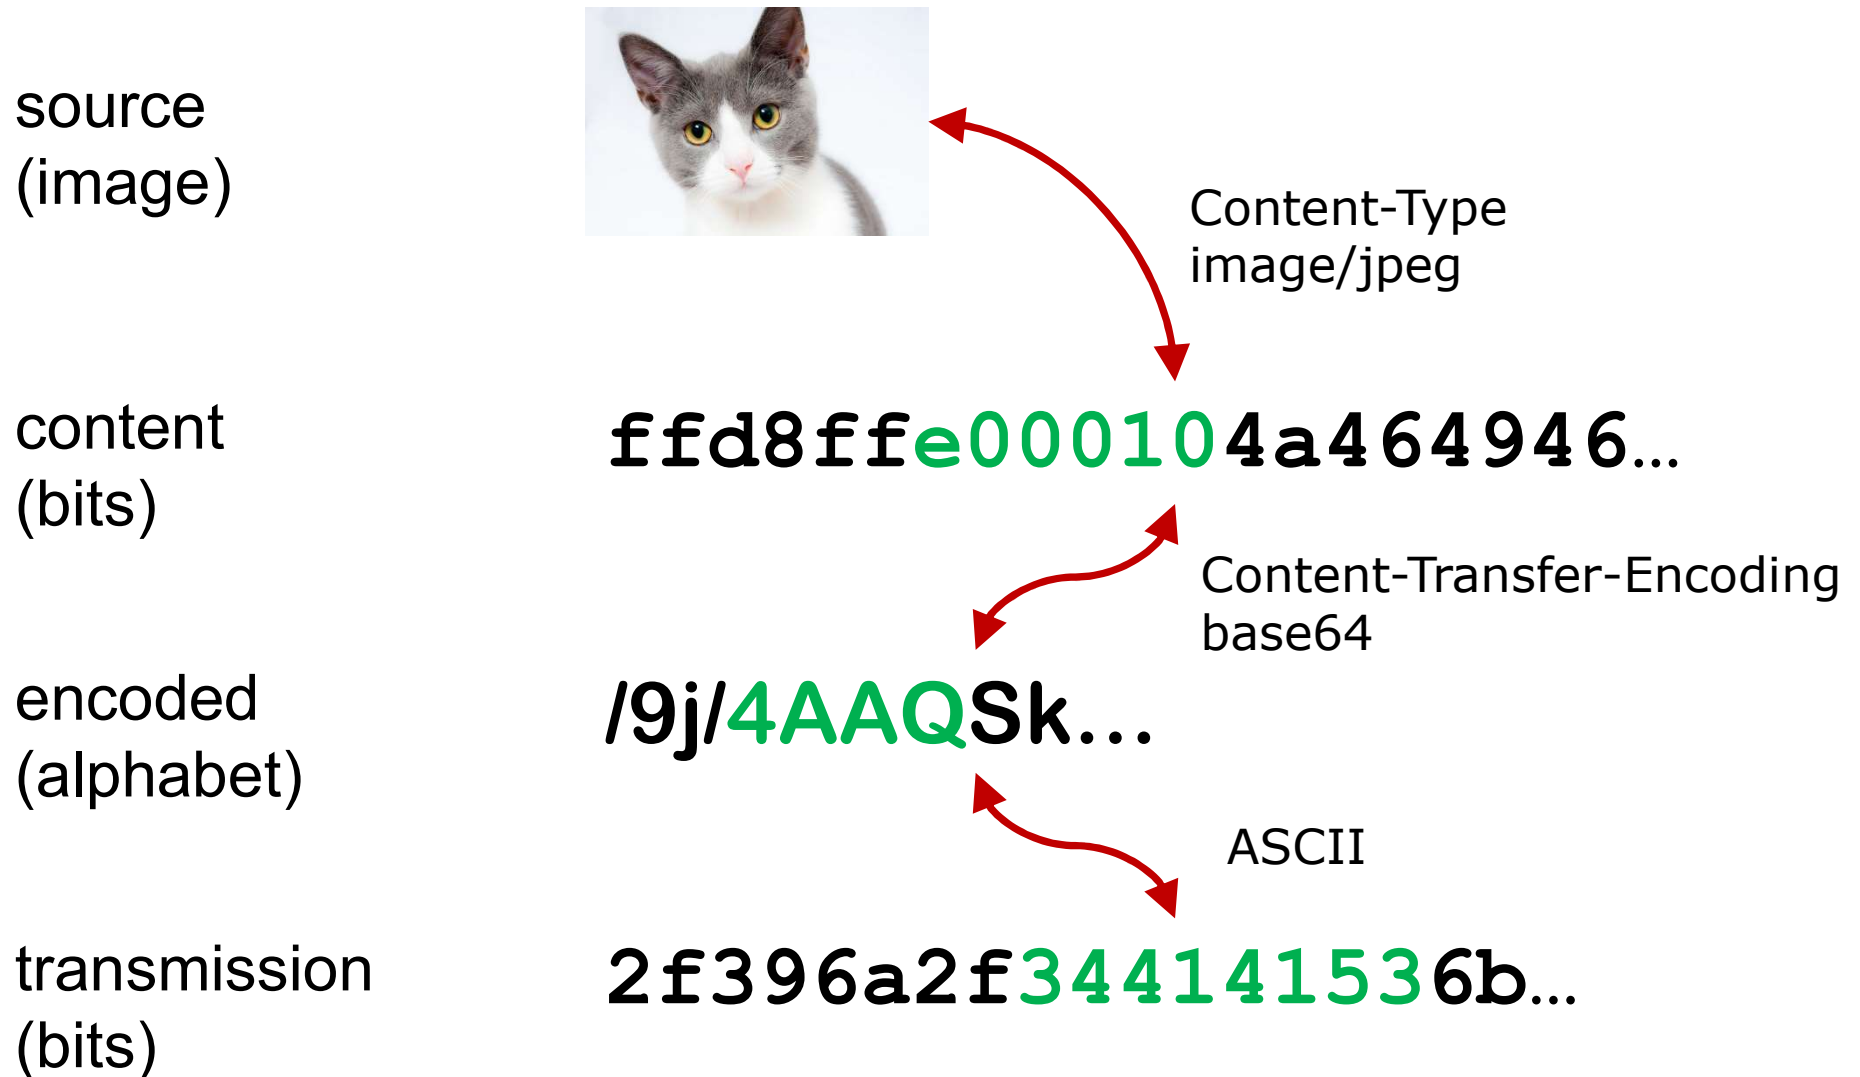 source
(image)
Content-Type
image/jpeg
content
(bits)
ffd8ffe000104a464946...
Content-Transfer-Encoding
base64
encoded
(alphabet)
/9j/4AAQSk...
ASCII
transmission
(bits)
2f396a2f344141536b...